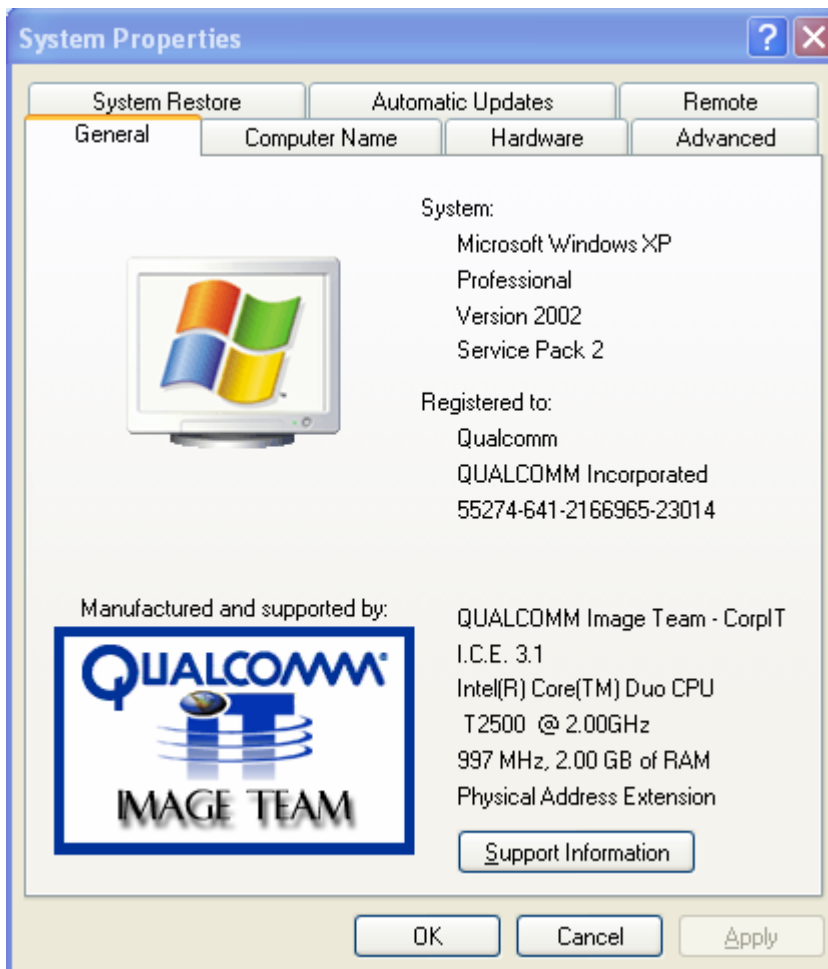 System Properties
System Restore
Automatic Updates
Remote
General
Computer Name
Hardware
Advanced
System:
Microsoft Windows XP
Professional
Version 2002
Service Pack 2
Registered to:
Qualcomm
QUALCOMM Incorporated
55274-641-2166965-23014
Manufactured and supported by:
QUALCOMM
iT
IMAGE TEAM
QUALCOMM Image Team - CorpIT
I.C.E. 3.1
Intel(R) Core(TM) Duo CPU
T2500 @ 2.00GHz
997 MHz, 2.00 GB of RAM
Physical Address Extension
Support Information
OK
Cancel
Apply